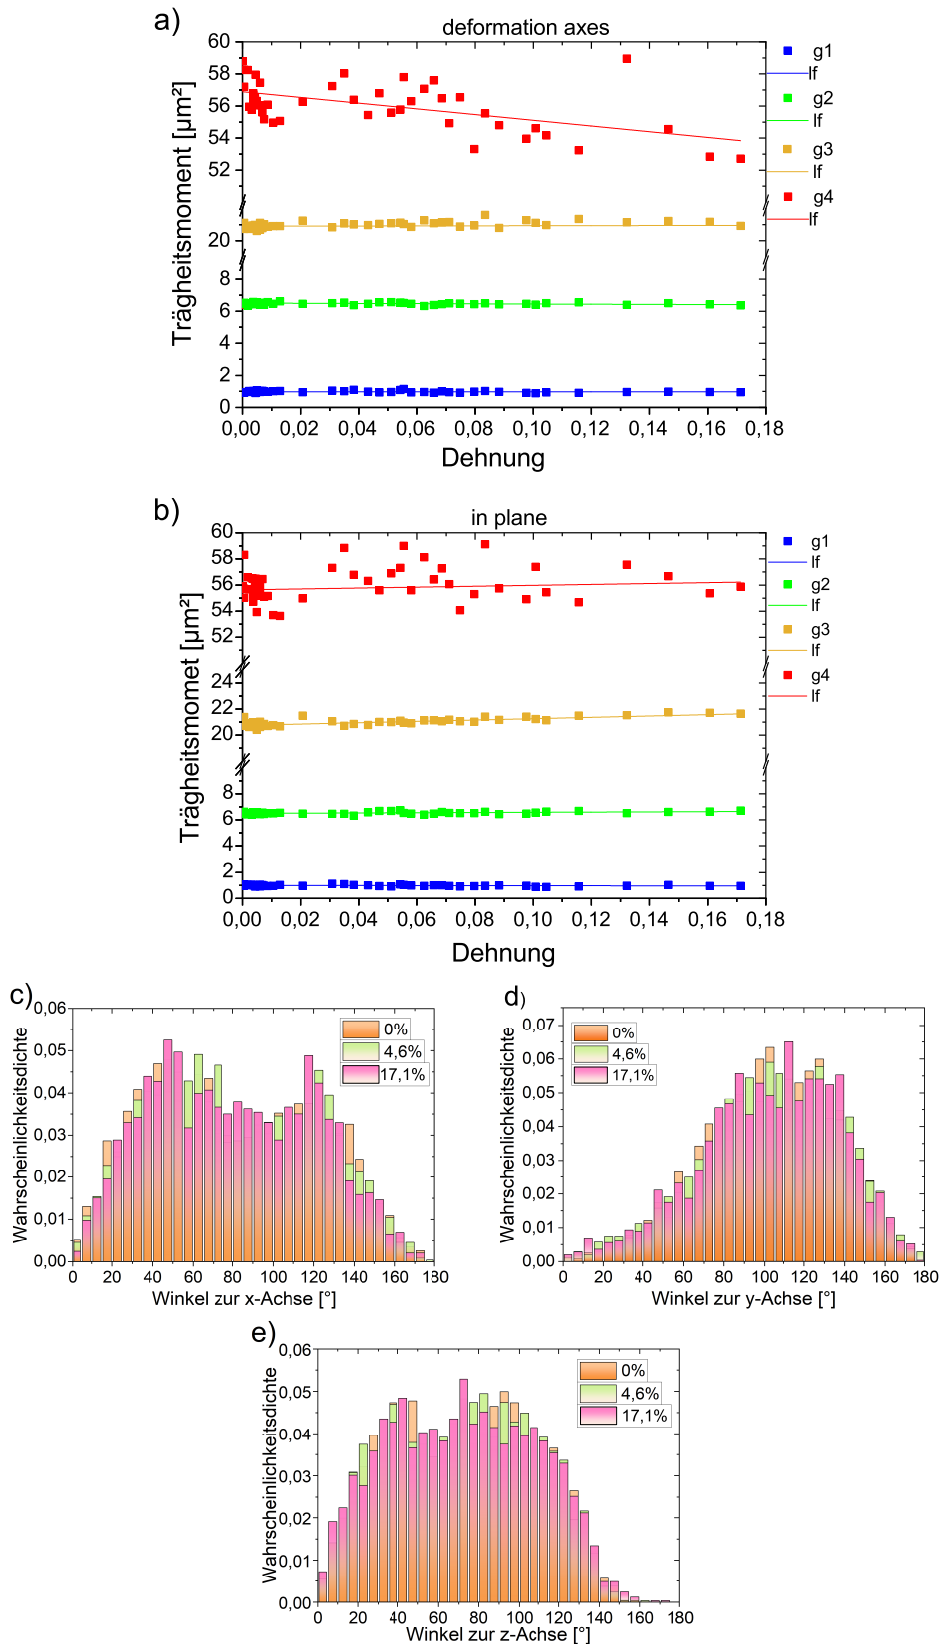 a)
deformation axes
Trägheitsmoment [µm²]
60
58
56
54
52
20
8
6
4
2
0
0,00 0,02 0,04 0,06 0,08 0,10 0,12 0,14 0,16 0,18
Dehnung
g1
lf
g2
lf
g3
lf
g4
lf
b)
in plane
Trägheitsmomet [µm²]
60
58
56
54
52
24
22
20
8
6
4
2
0
0,00 0,02 0,04 0,06 0,08 0,10 0,12 0,14 0,16 0,18
Dehnung
g1
lf
g2
lf
g3
lf
g4
lf
c)
Wahrscheinlichkeitsdichte
0,06
0,05
0,04
0,03
0,02
0,01
0,00
0 20 40 60 80 100 120 140 160 180
Winkel zur x-Achse [°]
0%
4,6%
17,1%
d)
Wahrscheinlichkeitsdichte
0,07
0,06
0,05
0,04
0,03
0,02
0,01
0,00
0 20 40 60 80 100 120 140 160 180
Winkel zur y-Achse [°]
0%
4,6%
17,1%
e)
Wahrscheinlichkeitsdichte
0,06
0,05
0,04
0,03
0,02
0,01
0,00
0 20 40 60 80 100 120 140 160 180
Winkel zur z-Achse [°]
0%
4,6%
17,1%